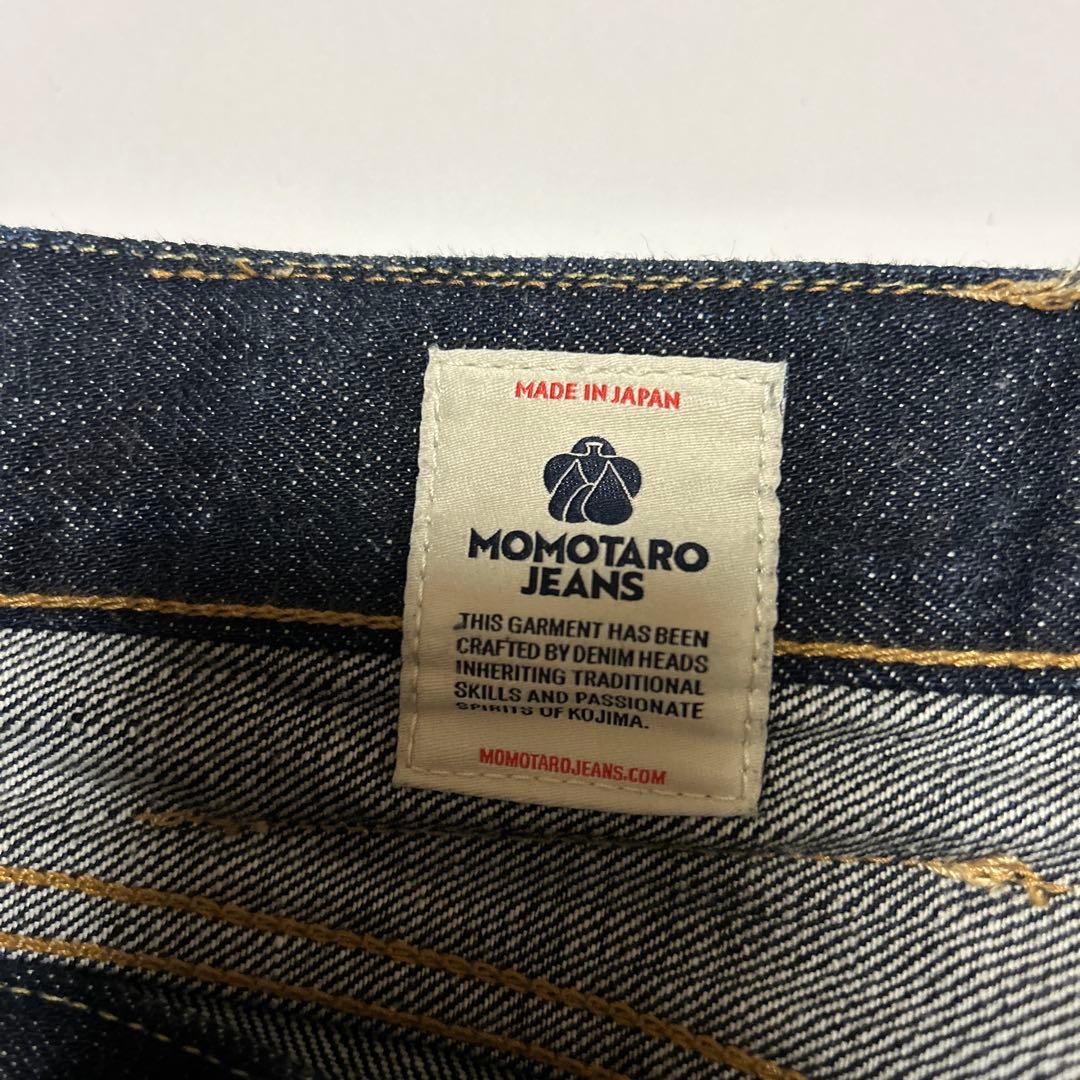 MADE IN JAPAN
MOMOTARO
JEANS
THIS GARMENT HAS BEEN
CRAFTED BY DENIM HEADS
INHERITING TRADITIONAL
SKILLS AND PASSIONATE
SPIRITS OF KOJIMA.
MOMOTAROJEANS.COM